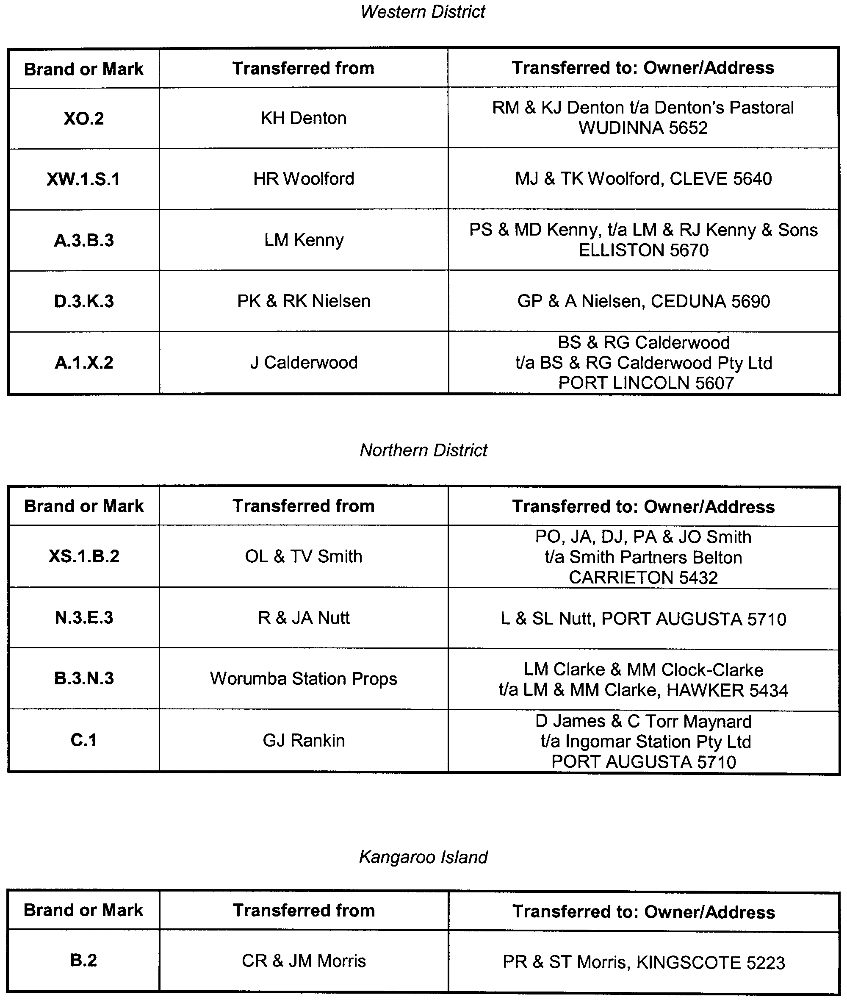 Western District
Brand or Mark Transferred from Transferred to: Owner/Address
XO.2 KH Denton RM & KJ Denton t/a Denton's Pastoral
WUDINNA 5652
XW.1.S.1 HR Woolford MJ & TK Woolford, CLEVE 5640
A.3.B.3 LM Kenny PS & MD Kenny, t/a LM & RJ Kenny & Sons
ELLISTON 5670
D.3.K.3 PK & RK Nielsen GP & A Nielsen, CEDUNA 5690
A.1.X.2 J Calderwood BS & RG Calderwood
t/a BS & RG Calderwood Pty Ltd
PORT LINCOLN 5607
Northern District
Brand or Mark Transferred from Transferred to: Owner/Address
XS.1.B.2 OL & TV Smith PO, JA, DJ, PA & JO Smith
t/a Smith Partners Belton
CARRIETON 5432
N.3.E.3 R & JA Nutt L & SL Nutt, PORT AUGUSTA 5710
B.3.N.3 Worumba Station Props LM Clarke & MM Clock-Clarke
t/a LM & MM Clarke, HAWKER 5434
C.1 GJ Rankin D James & C Torr Maynard
t/a Ingomar Station Pty Ltd
PORT AUGUSTA 5710
Kangaroo Island
Brand or Mark Transferred from Transferred to: Owner/Address
B.2 CR & JM Morris PR & ST Morris, KINGSCOTE 5223